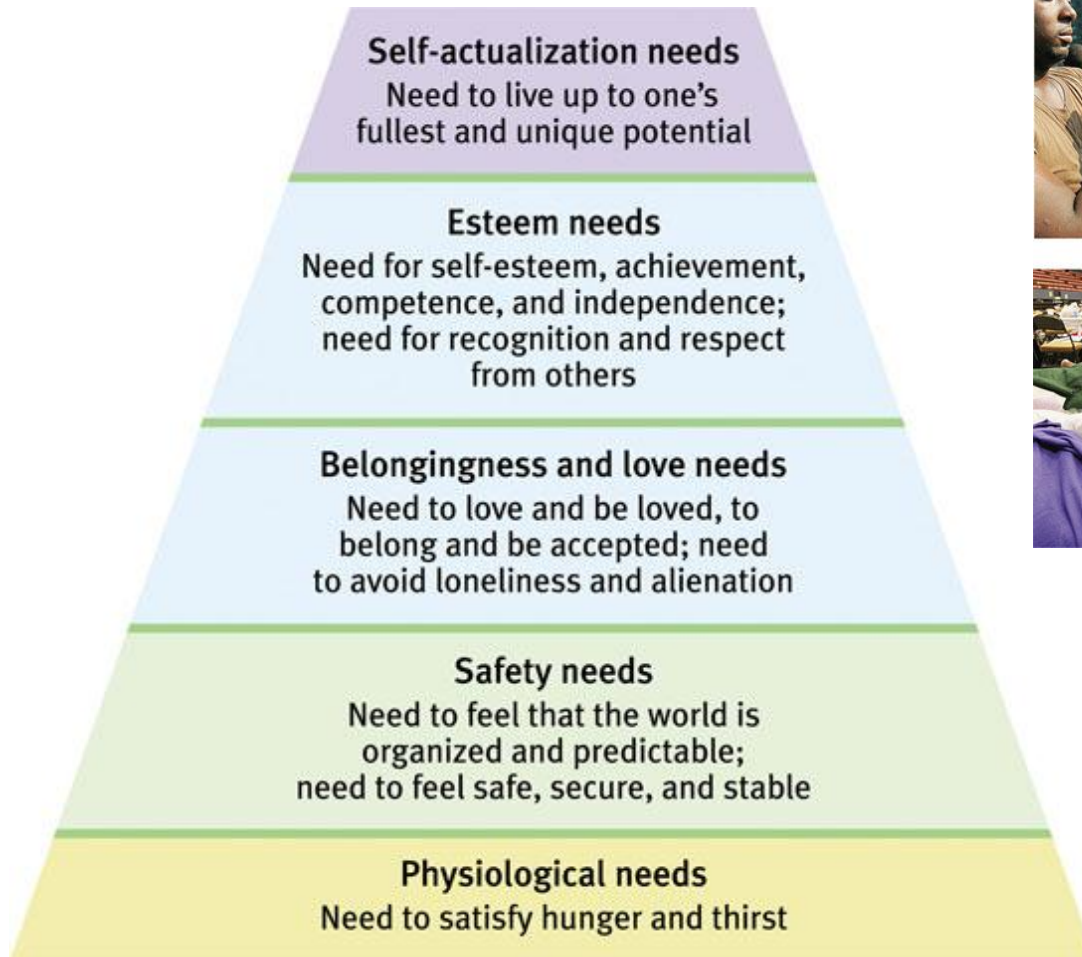 Self-actualization needs
Need to live up to one’s
fullest and unique potential
Esteem needs
Need for self-esteem, achievement,
competence, and independence;
need for recognition and respect
from others
Belongingness and love needs
Need to love and be loved, to
belong and be accepted; need
to avoid loneliness and alienation
Safety needs
Need to feel that the world is
organized and predictable;
need to feel safe, secure, and stable
Physiological needs
Need to satisfy hunger and thirst